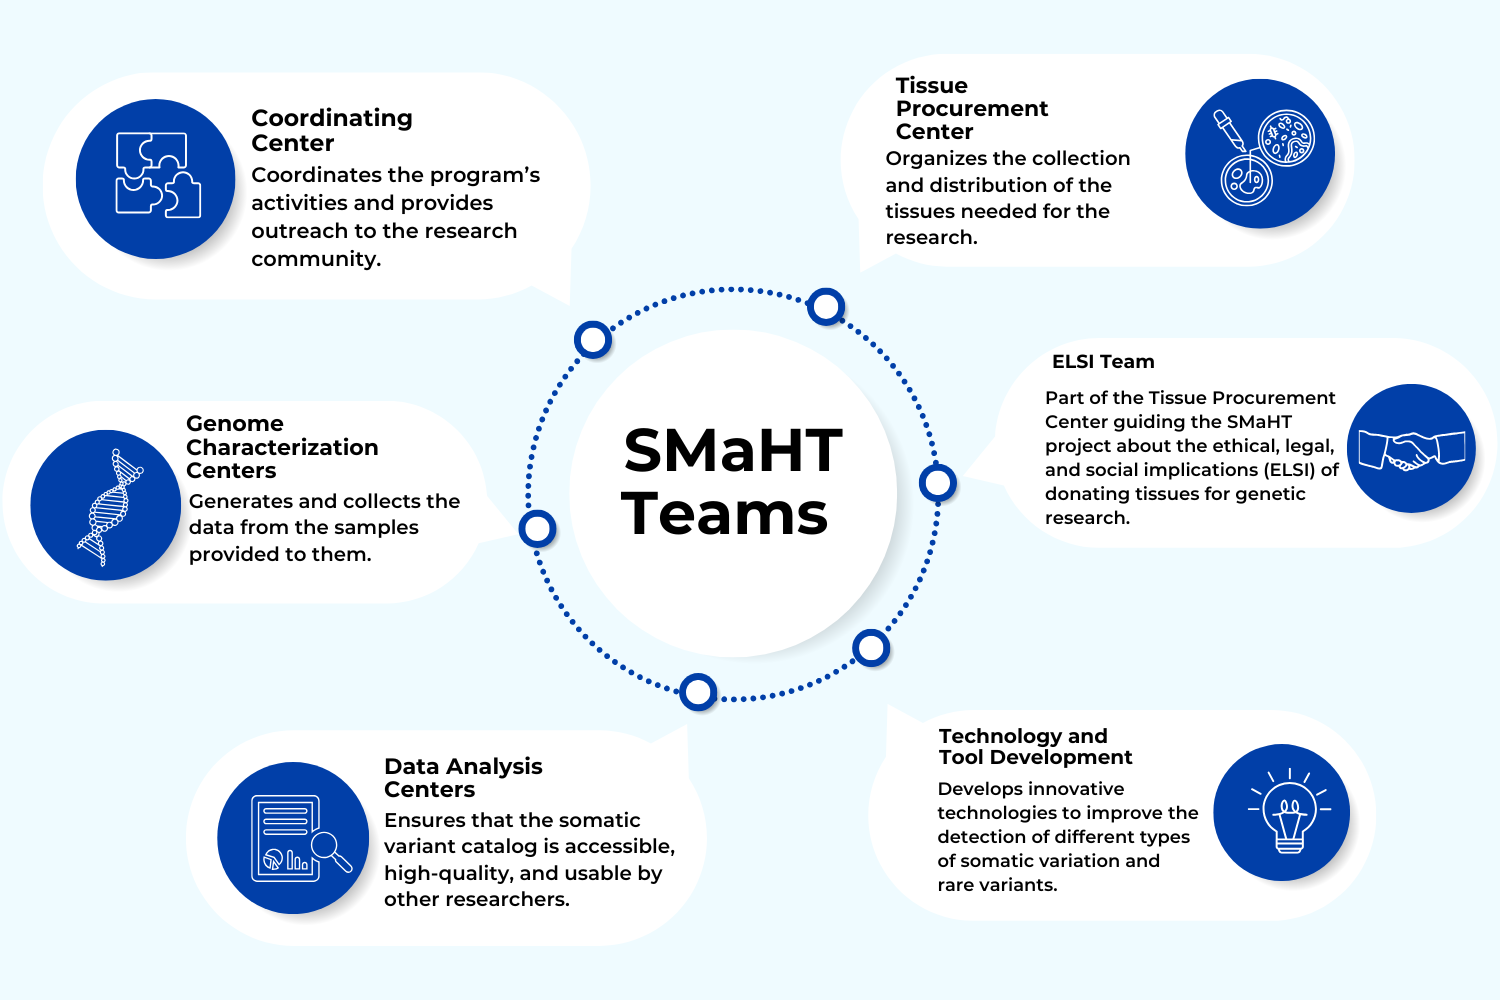 Coordinating
Center
Coordinates the program's
activities and provides
outreach to the research
community.
Tissue
Procurement
Center
Organizes the collection
and distribution of the
tissues needed for the
research.
ELSI Team
Part of the Tissue Procurement
Center guiding the SMaHT
project about the ethical, legal,
and social implications (ELSI) of
donating tissues for genetic
research.
Genome
Characterization
Centers
Generates and collects the
data from the samples
provided to them.
SMaHT
Teams
Data Analysis
Centers
Ensures that the somatic
variant catalog is accessible,
high-quality, and usable by
other researchers.
Technology and
Tool Development
Develops innovative
technologies to improve the
detection of different types
of somatic variation and
rare variants.